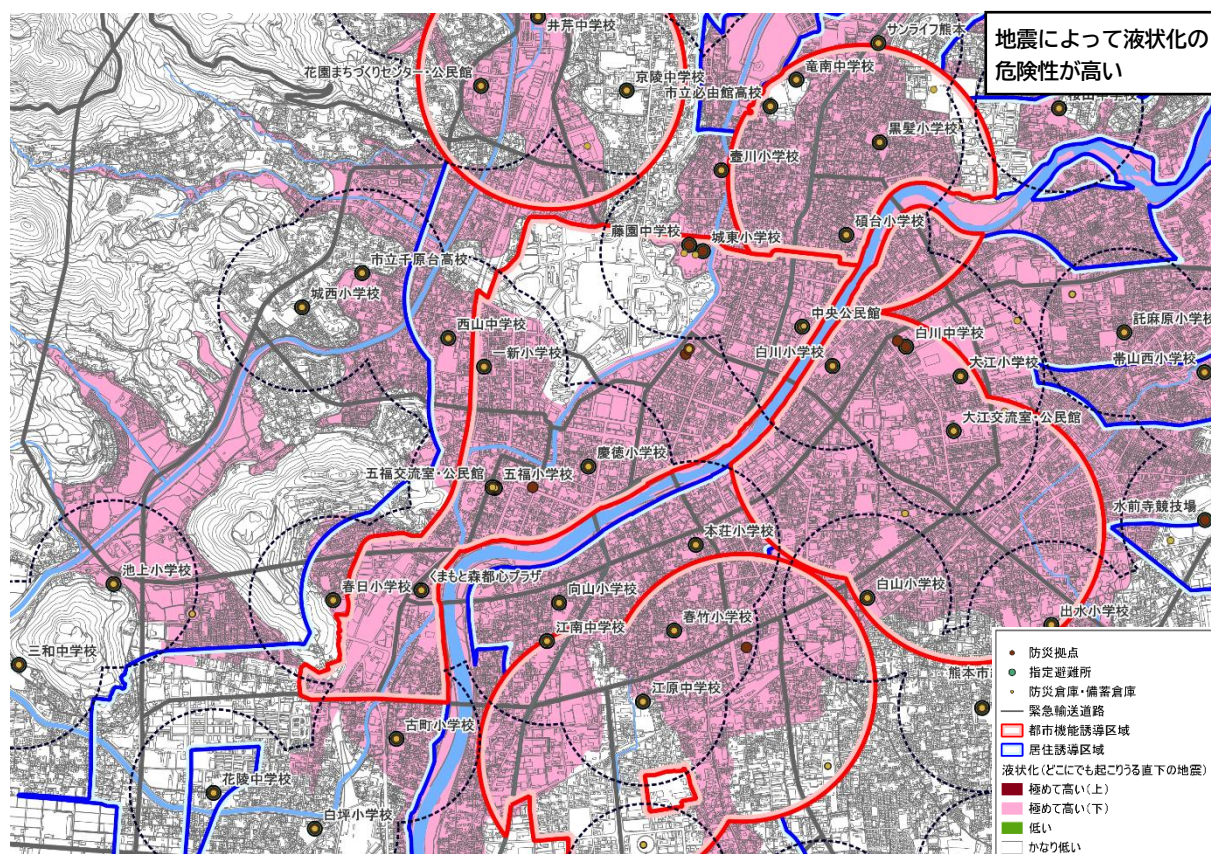 地震によって液状化の
危険性が高い
井芹中学校
サンライフ熊本
花園まちづくりセンター・公民館
京陵中学校
竜南中学校
市立必由館高校
桜山中学校
黒髪小学校
壺川小学校
碩台小学校
藤園中学校
城東小学校
市立千原台高校
城西小学校
中央公民館
託麻原小学校
西山中学校
白川中学校
一新小学校
白川小学校
大江小学校
帯山西小学校
大江交流室・公民館
慶徳小学校
五福交流室・公民館
五福小学校
水前寺競技場
本荘小学校
池上小学校
春日小学校
くまもと森都心プラザ
向山小学校
白山小学校
出水小学校
春竹小学校
江南中学校
三和中学校
熊本市
江原中学校
古町小学校
花陵中学校
白坪小学校
防災拠点
指定避難所
防災倉庫・備蓄倉庫
緊急輸送道路
都市機能誘導区域
居住誘導区域
液状化(どこにでも起こりうる直下の地震)
極めて高い(上)
極めて高い(下)
低い
かなり低い